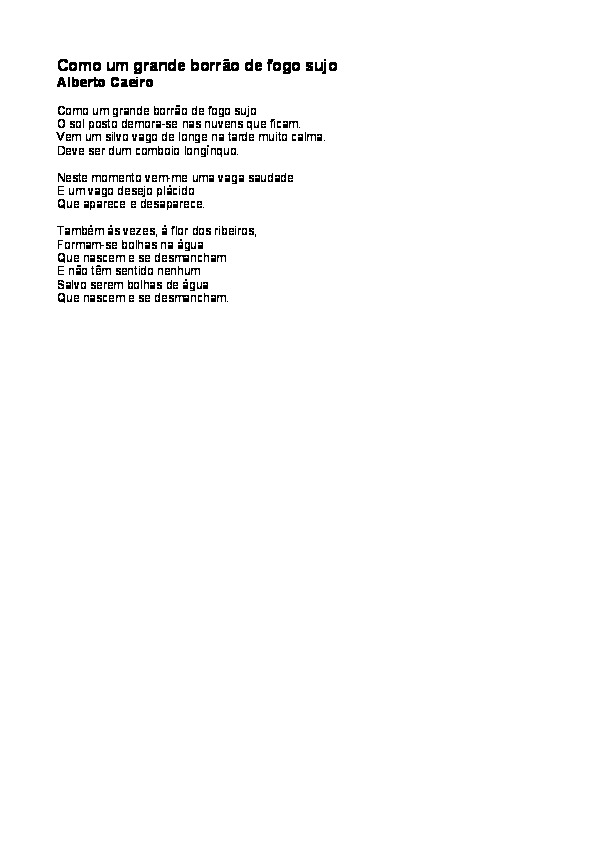 Como um grande borrão de fogo sujo
Alberto Caeiro
Como um grande borrão de fogo sujo
O sol posto demora-se nas nuvens que ficam.
Vem um silvo vago de longe na tarde muito calma.
Deve ser dum comboio longínquo.
Neste momento vem-me uma vaga saudade
E um vago desejo plácido
Que aparece e desaparece.
Também às vezes, à flor dos ribeiros,
Formam-se bolhas na água
Que nascem e se desmancham
E não têm sentido nenhum
Salvo serem bolhas de água
Que nascem e se desmancham.